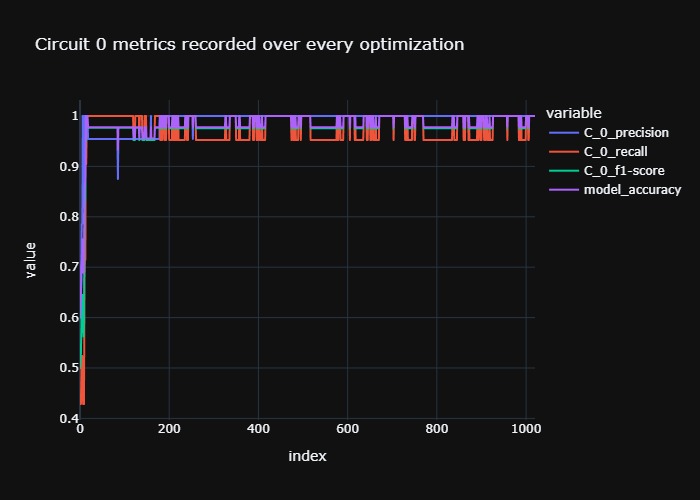 Circuit 0 metrics recorded over every optimization
variable
C_0_precision
C_0_recall
C_0_f1-score
model_accuracy
value
1
0.9
0.8
0.7
0.6
0.5
0.4
0 200 400 600 800 1000
index